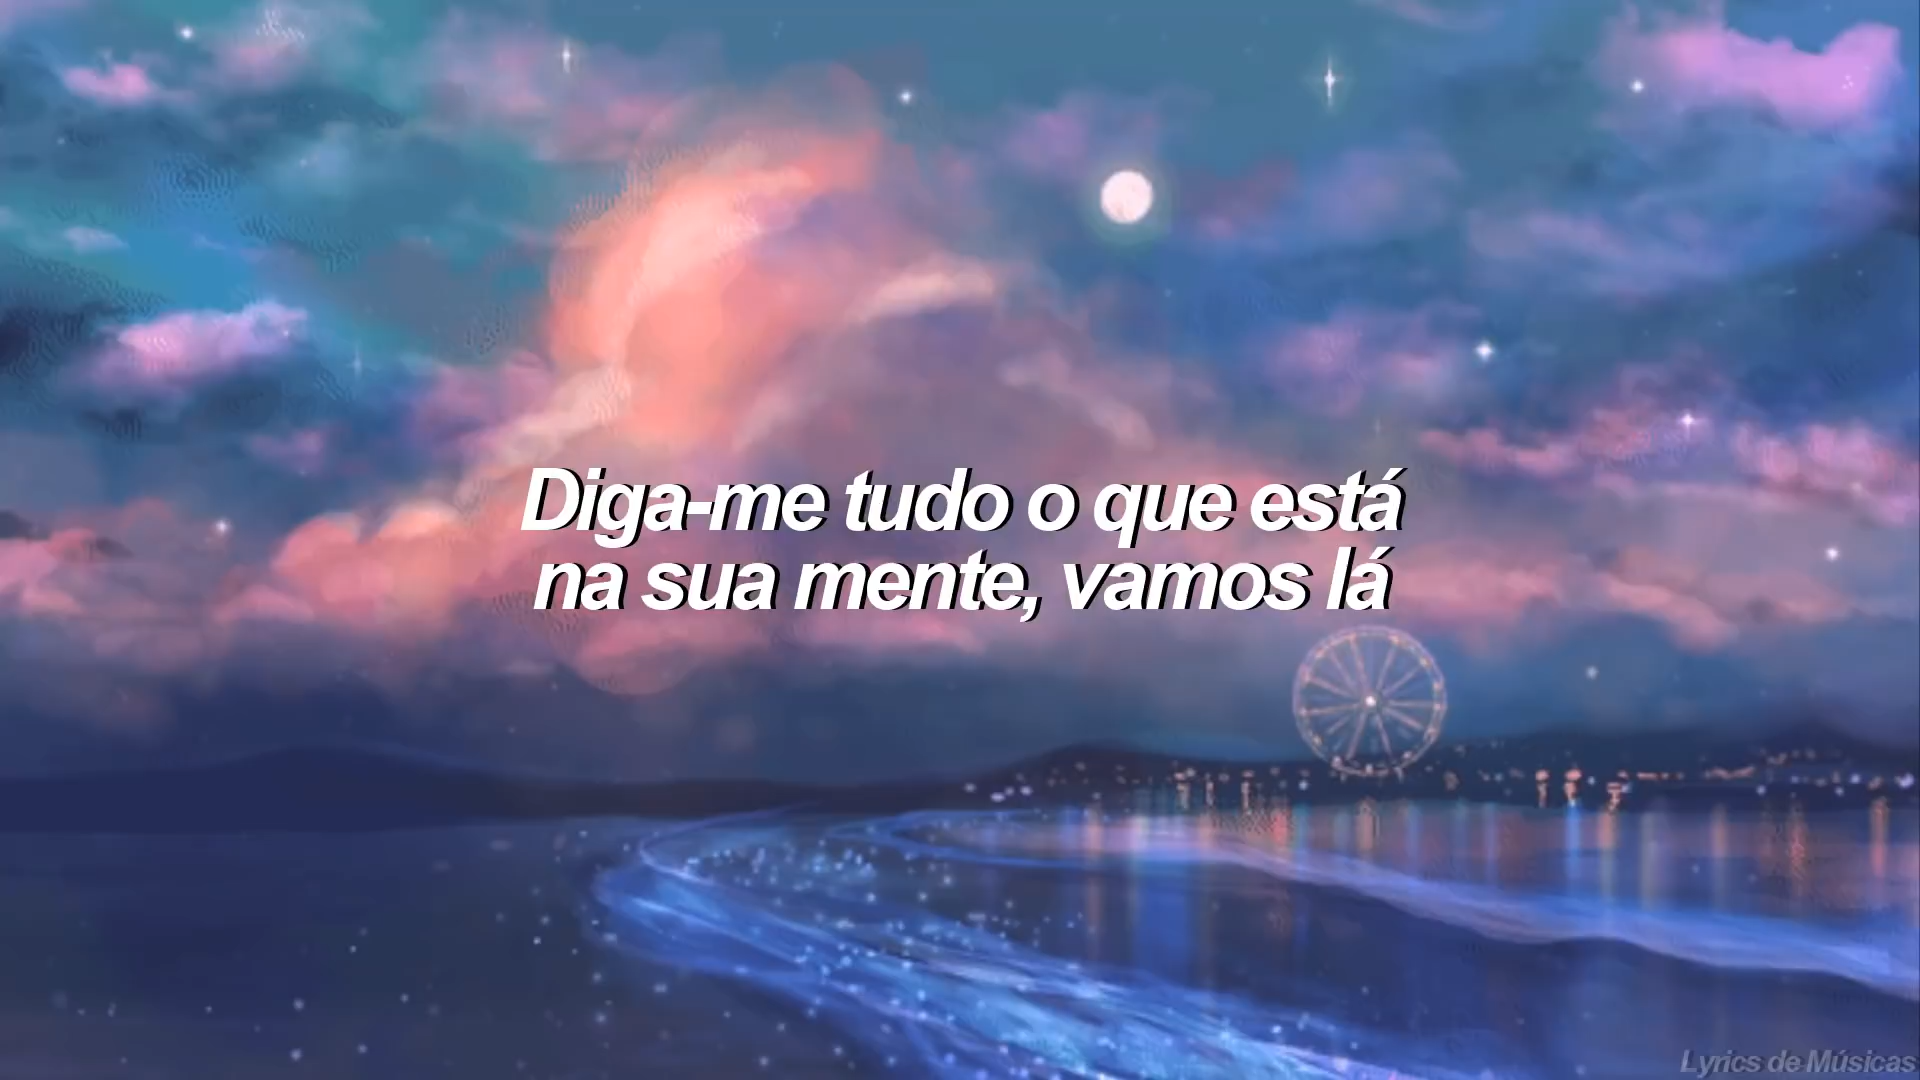 Diga-me tudo o que está
na sua mente, vamos lá
Lyrics de Músicas